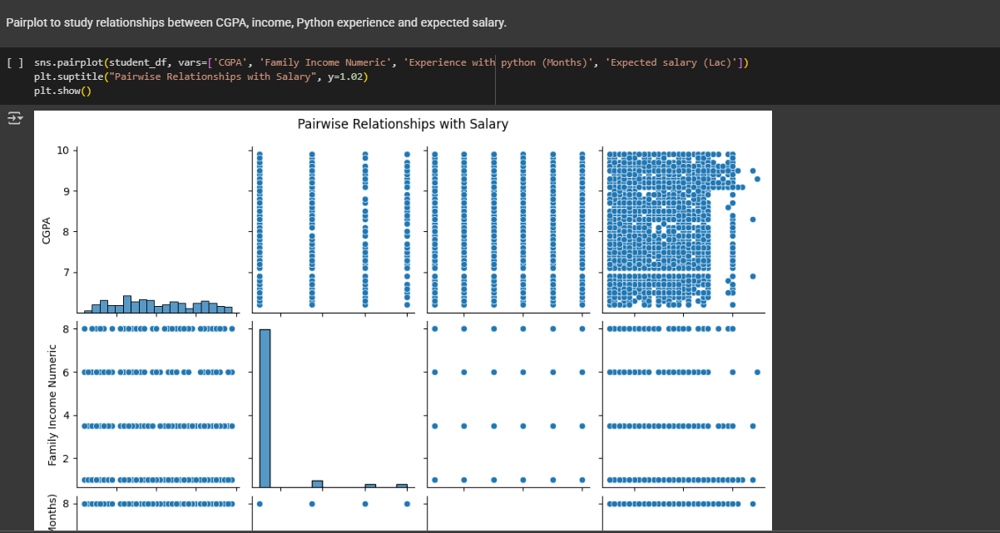 Pairplot to study relationships between CGPA, income, Python experience and expected salary.
[ ] sns.pairplot(student_df, vars=['CGPA', 'Family Income Numeric', 'Experience with python (Months)', 'Expected salary (Lac)'])
plt.suptitle("Pairwise Relationships with Salary", y=1.02)
plt.show()
Pairwise Relationships with Salary
10
9
8
7
CGPA
8
6
4
2
Family Income Numeric
8
Months)